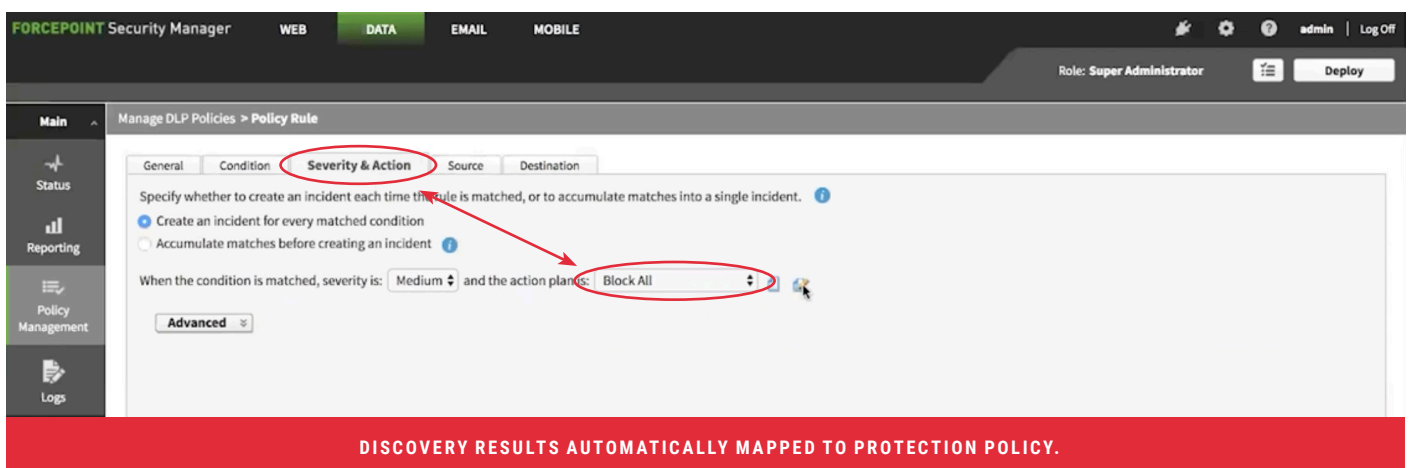 FORCEPOINT Security Manager WEB DATA EMAIL MOBILE admin | Log Off
Role: Super Administrator Deploy
Main Manage DLP Policies > Policy Rule
General Condition Severity & Action Source Destination
Status
Specify whether to create an incident each time the rule is matched, or to accumulate matches into a single incident.
Create an incident for every matched condition
Reporting
Accumulate matches before creating an incident
When the condition is matched, severity is: Medium and the action plan is: Block All
Policy
Management
Advanced
Logs
DISCOVERY RESULTS AUTOMATICALLY MAPPED TO PROTECTION POLICY.